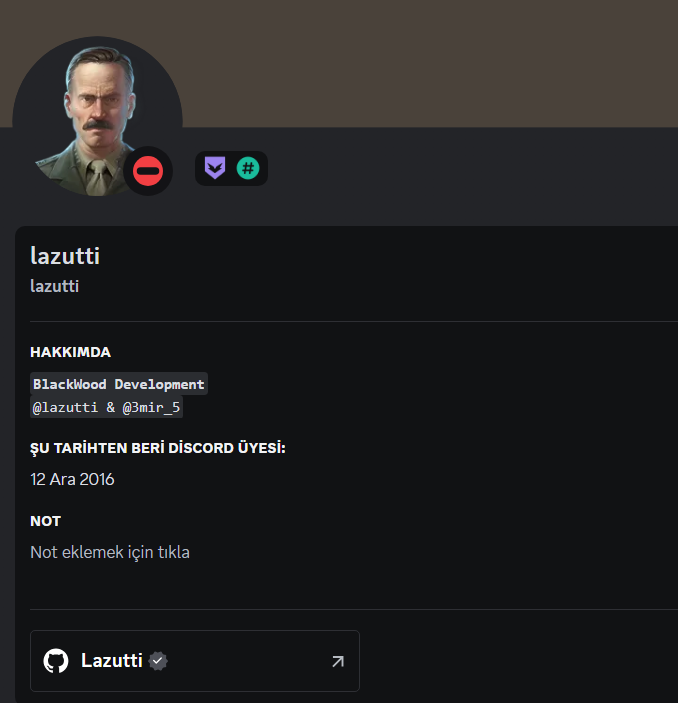 #
lazutti
lazutti
HAKKIMDA
BlackWood Development
@lazutti & @3mir_5
ŞU TARİHTEN BERİ DİSCORD ÜYESİ:
12 Ara 2016
NOT
Not eklemek için tıkla
Lazutti